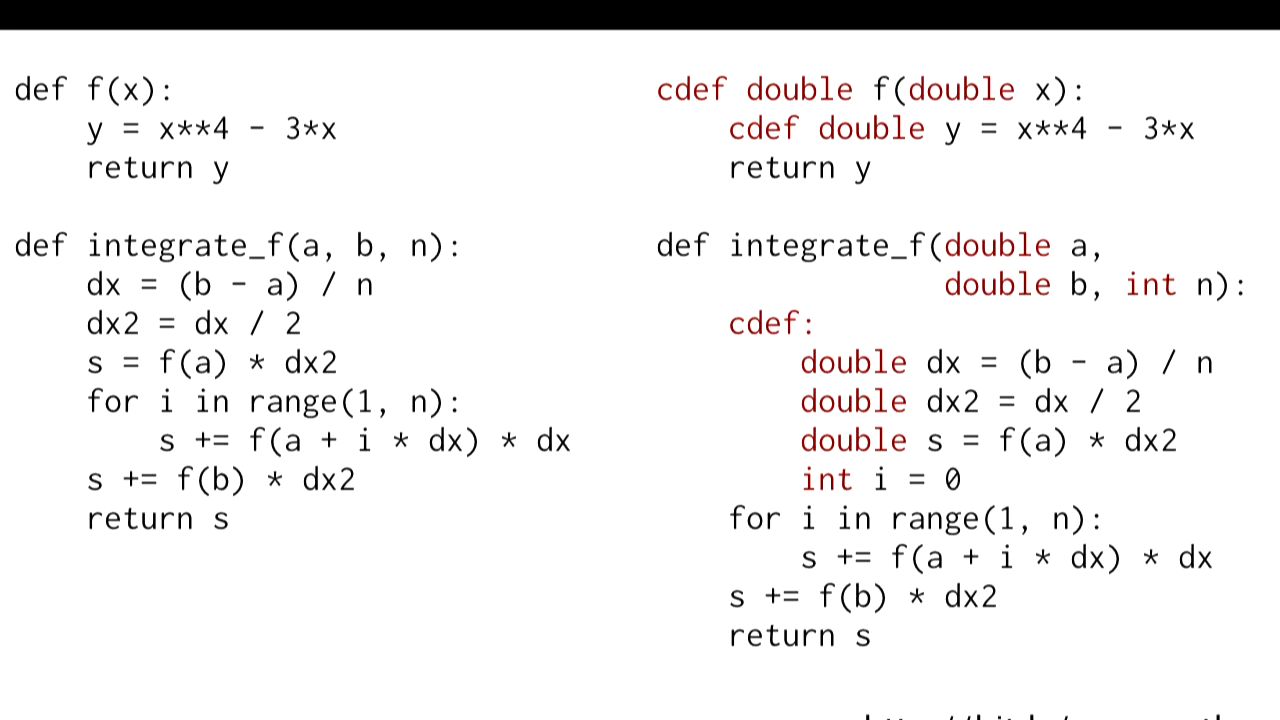 def f(x):
    y = x**4 - 3*x
    return y

def integrate_f(a, b, n):
    dx = (b - a) / n
    dx2 = dx / 2
    s = f(a) * dx2
    for i in range(1, n):
        s += f(a + i * dx) * dx
    s += f(b) * dx2
    return s

cdef double f(double x):
    cdef double y = x**4 - 3*x
    return y

def integrate_f(double a,
                double b, int n):
    cdef:
        double dx = (b - a) / n
        double dx2 = dx / 2
        double s = f(a) * dx2
        int i = 0
    for i in range(1, n):
        s += f(a + i * dx) * dx
    s += f(b) * dx2
    return s